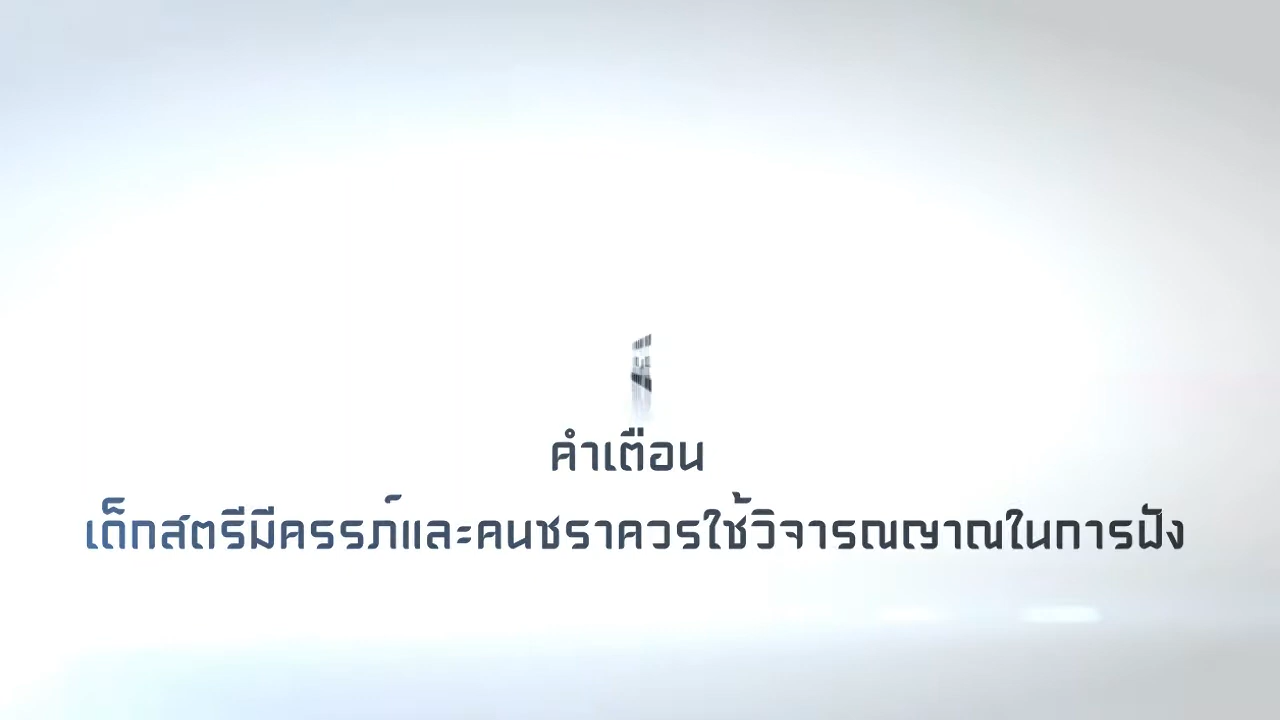 คำเตือน
เด็กสตรีมีครรภ์และคนชราควรใช้วิจารณญาณในการฟัง